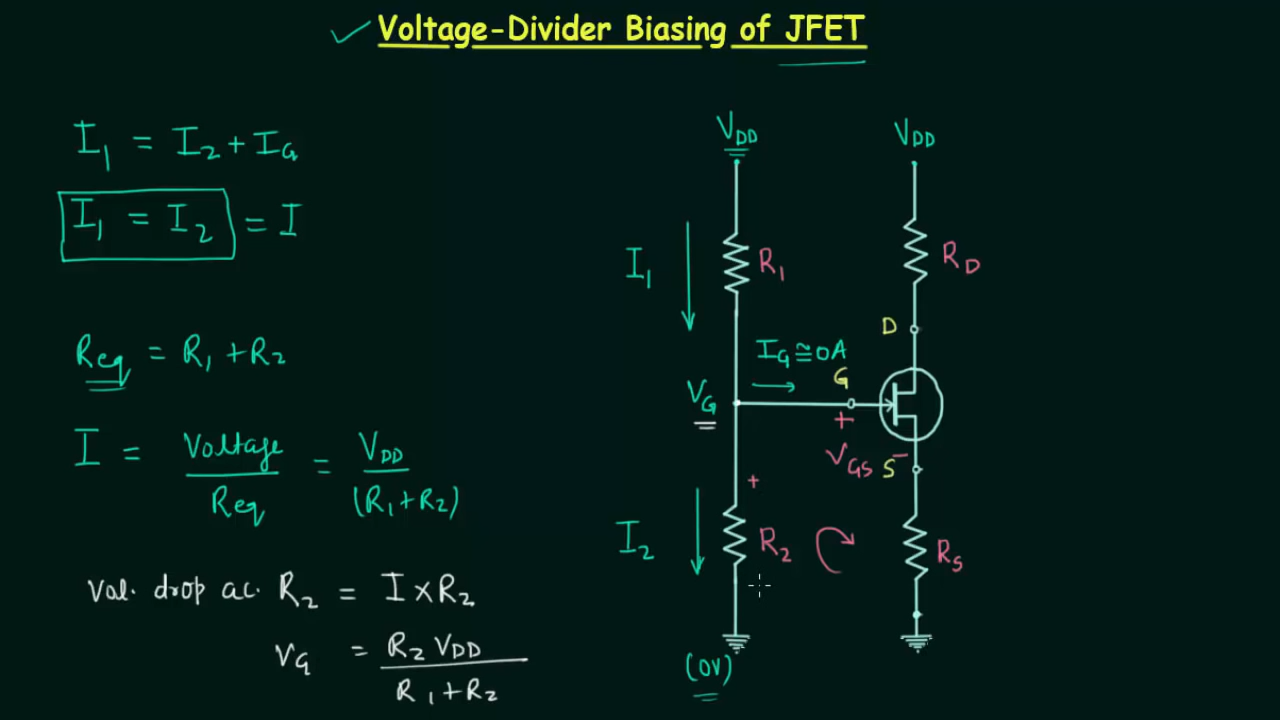 Voltage-Divider Biasing of JFET
I1 = I2 + IG
I1 = I2 = I
Req = R1 + R2
I = Voltage / Req = VDD / (R1 + R2)
Vol. drop ac. R2 = I × R2
VG = R2 VDD / R1 + R2
VDD
VDD
I1
R1
RD
D
IG ≅ 0A
G
VG
+
VGS
−
S
+
I2
R2
RS
(0V)